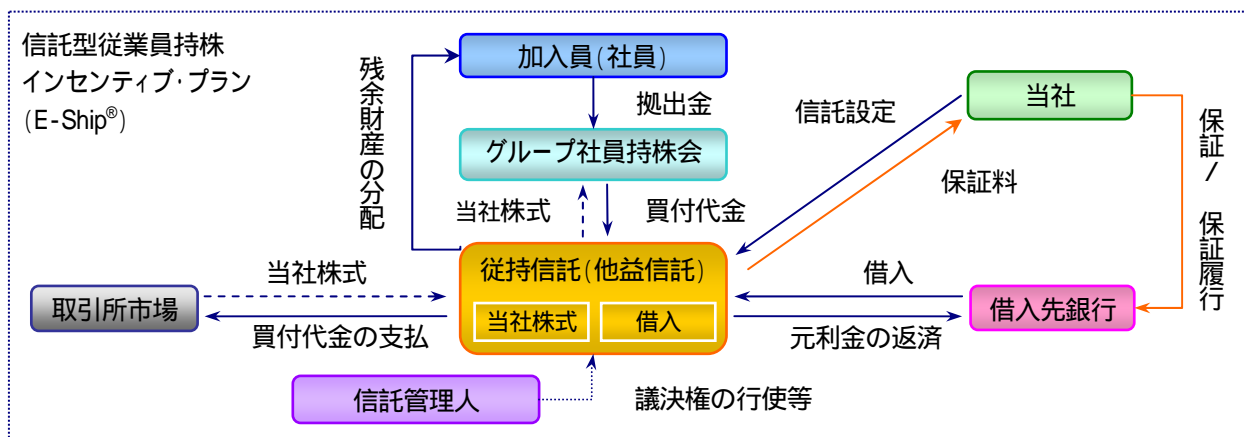 信託型従業員持株
インセンティブ・プラン
(E-Ship®)
加入員(社員)
残余財産の分配
拠出金
当社
信託設定
保証/保証履行
グループ社員持株会
保証料
当社株式
買付代金
従持信託(他益信託)
当社株式
借入
当社株式
借入
取引所市場
借入先銀行
買付代金の支払
元利金の返済
信託管理人
議決権の行使等